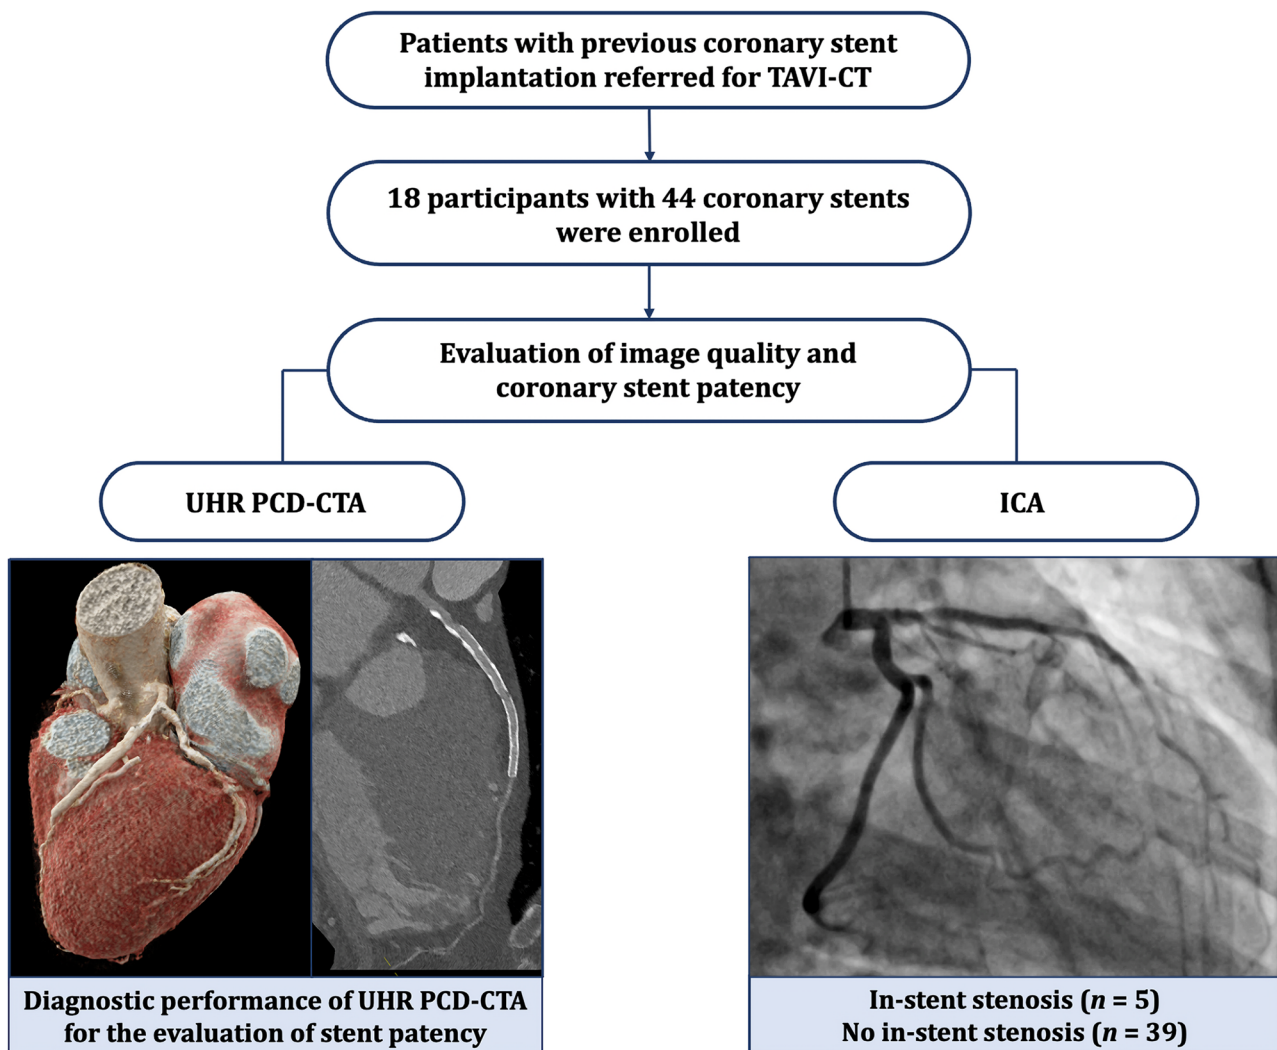 Patients with previous coronary stent
implantation referred for TAVI-CT
18 participants with 44 coronary stents
were enrolled
Evaluation of image quality and
coronary stent patency
UHR PCD-CTA
ICA
Diagnostic performance of UHR PCD-CTA
for the evaluation of stent patency
In-stent stenosis (n = 5)
No in-stent stenosis (n = 39)